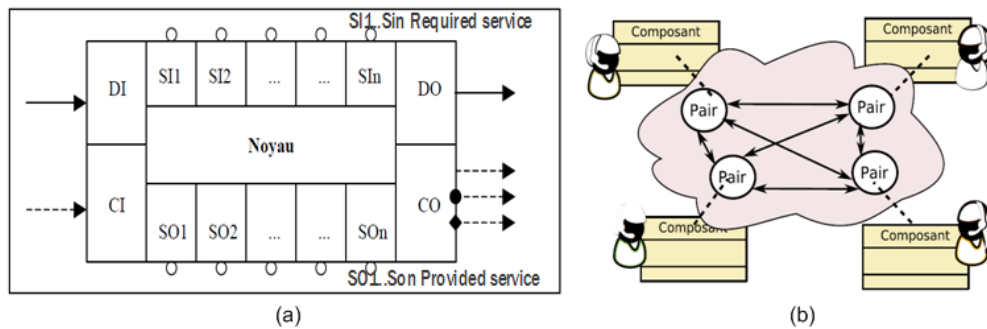 SI1..Sin Required service
DI
SI1
SI2
...
...
SIn
DO
Noyau
CI
SO1
SO2
...
...
SOn
CO
SO1..Son Provided service
(a)
Composant
Composant
Pair
Pair
Pair
Pair
Composant
Composant
(b)